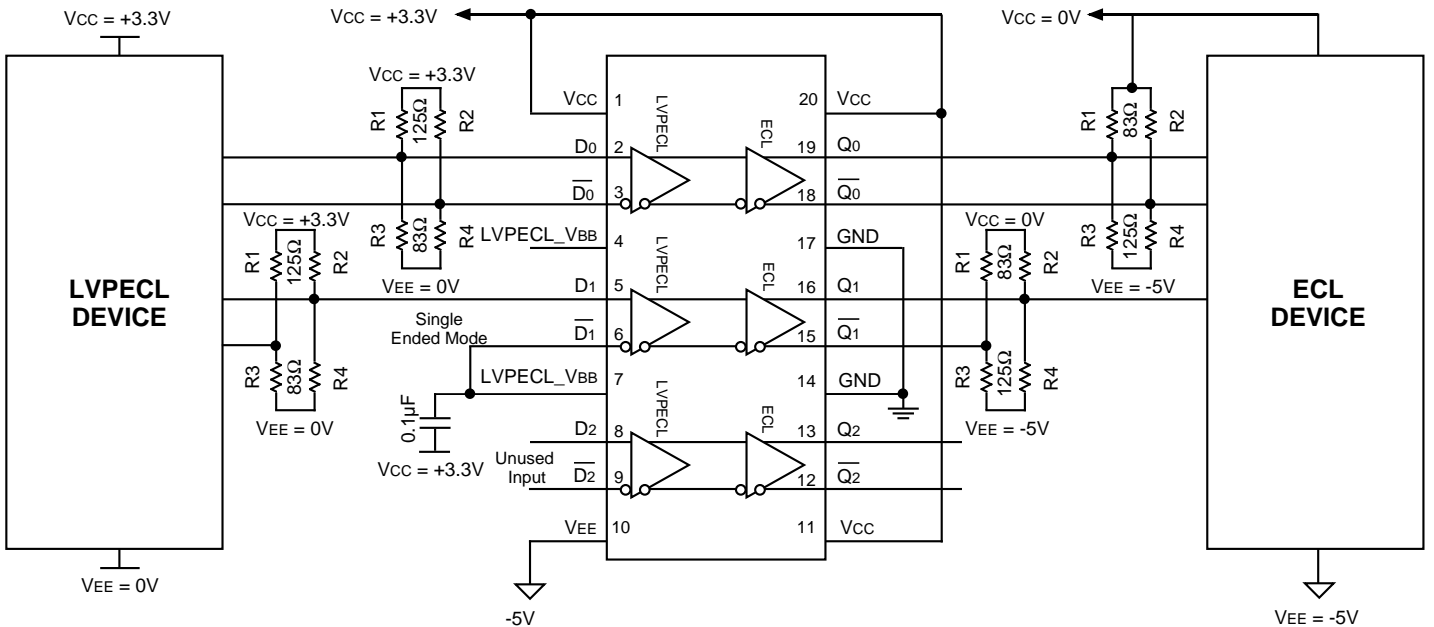 VCC = +3.3V
LVPECL
DEVICE
VEE = 0V
VCC = +3.3V
R1
125Ω
R2
R3
83Ω
R4
VEE = 0V
VCC = +3.3V
R1
125Ω
R2
R3
83Ω
R4
VEE = 0V
VCC = +3.3V
VCC 1
D0 2
D0 3
LVPECL_VBB 4
D1 5
Single
Ended Mode
D1 6
LVPECL_VBB 7
0.1µF
VCC = +3.3V
D2 8
Unused
Input
D2 9
VEE 10
-5V
LVPECL
ECL
LVPECL
ECL
LVPECL
ECL
20 VCC
19 Q0
18 Q0
17 GND
16 Q1
15 Q1
14 GND
13 Q2
12 Q2
11 VCC
VCC = 0V
R1
83Ω
R2
R3
125Ω
R4
VEE = -5V
VCC = 0V
R1
83Ω
R2
R3
125Ω
R4
VEE = -5V
ECL
DEVICE
VEE = -5V